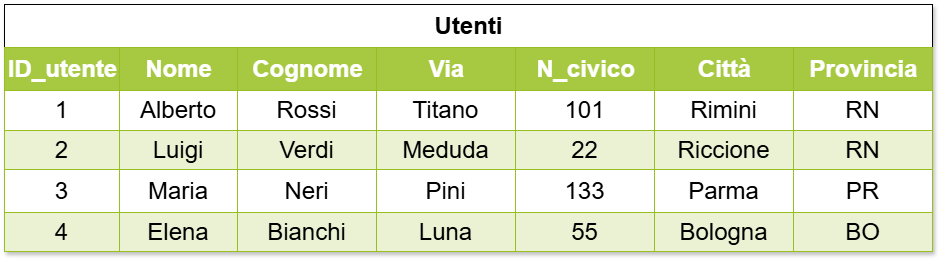 Utenti
ID_utente Nome Cognome Via N_civico Città Provincia
1 Alberto Rossi Titano 101 Rimini RN
2 Luigi Verdi Meduda 22 Riccione RN
3 Maria Neri Pini 133 Parma PR
4 Elena Bianchi Luna 55 Bologna BO